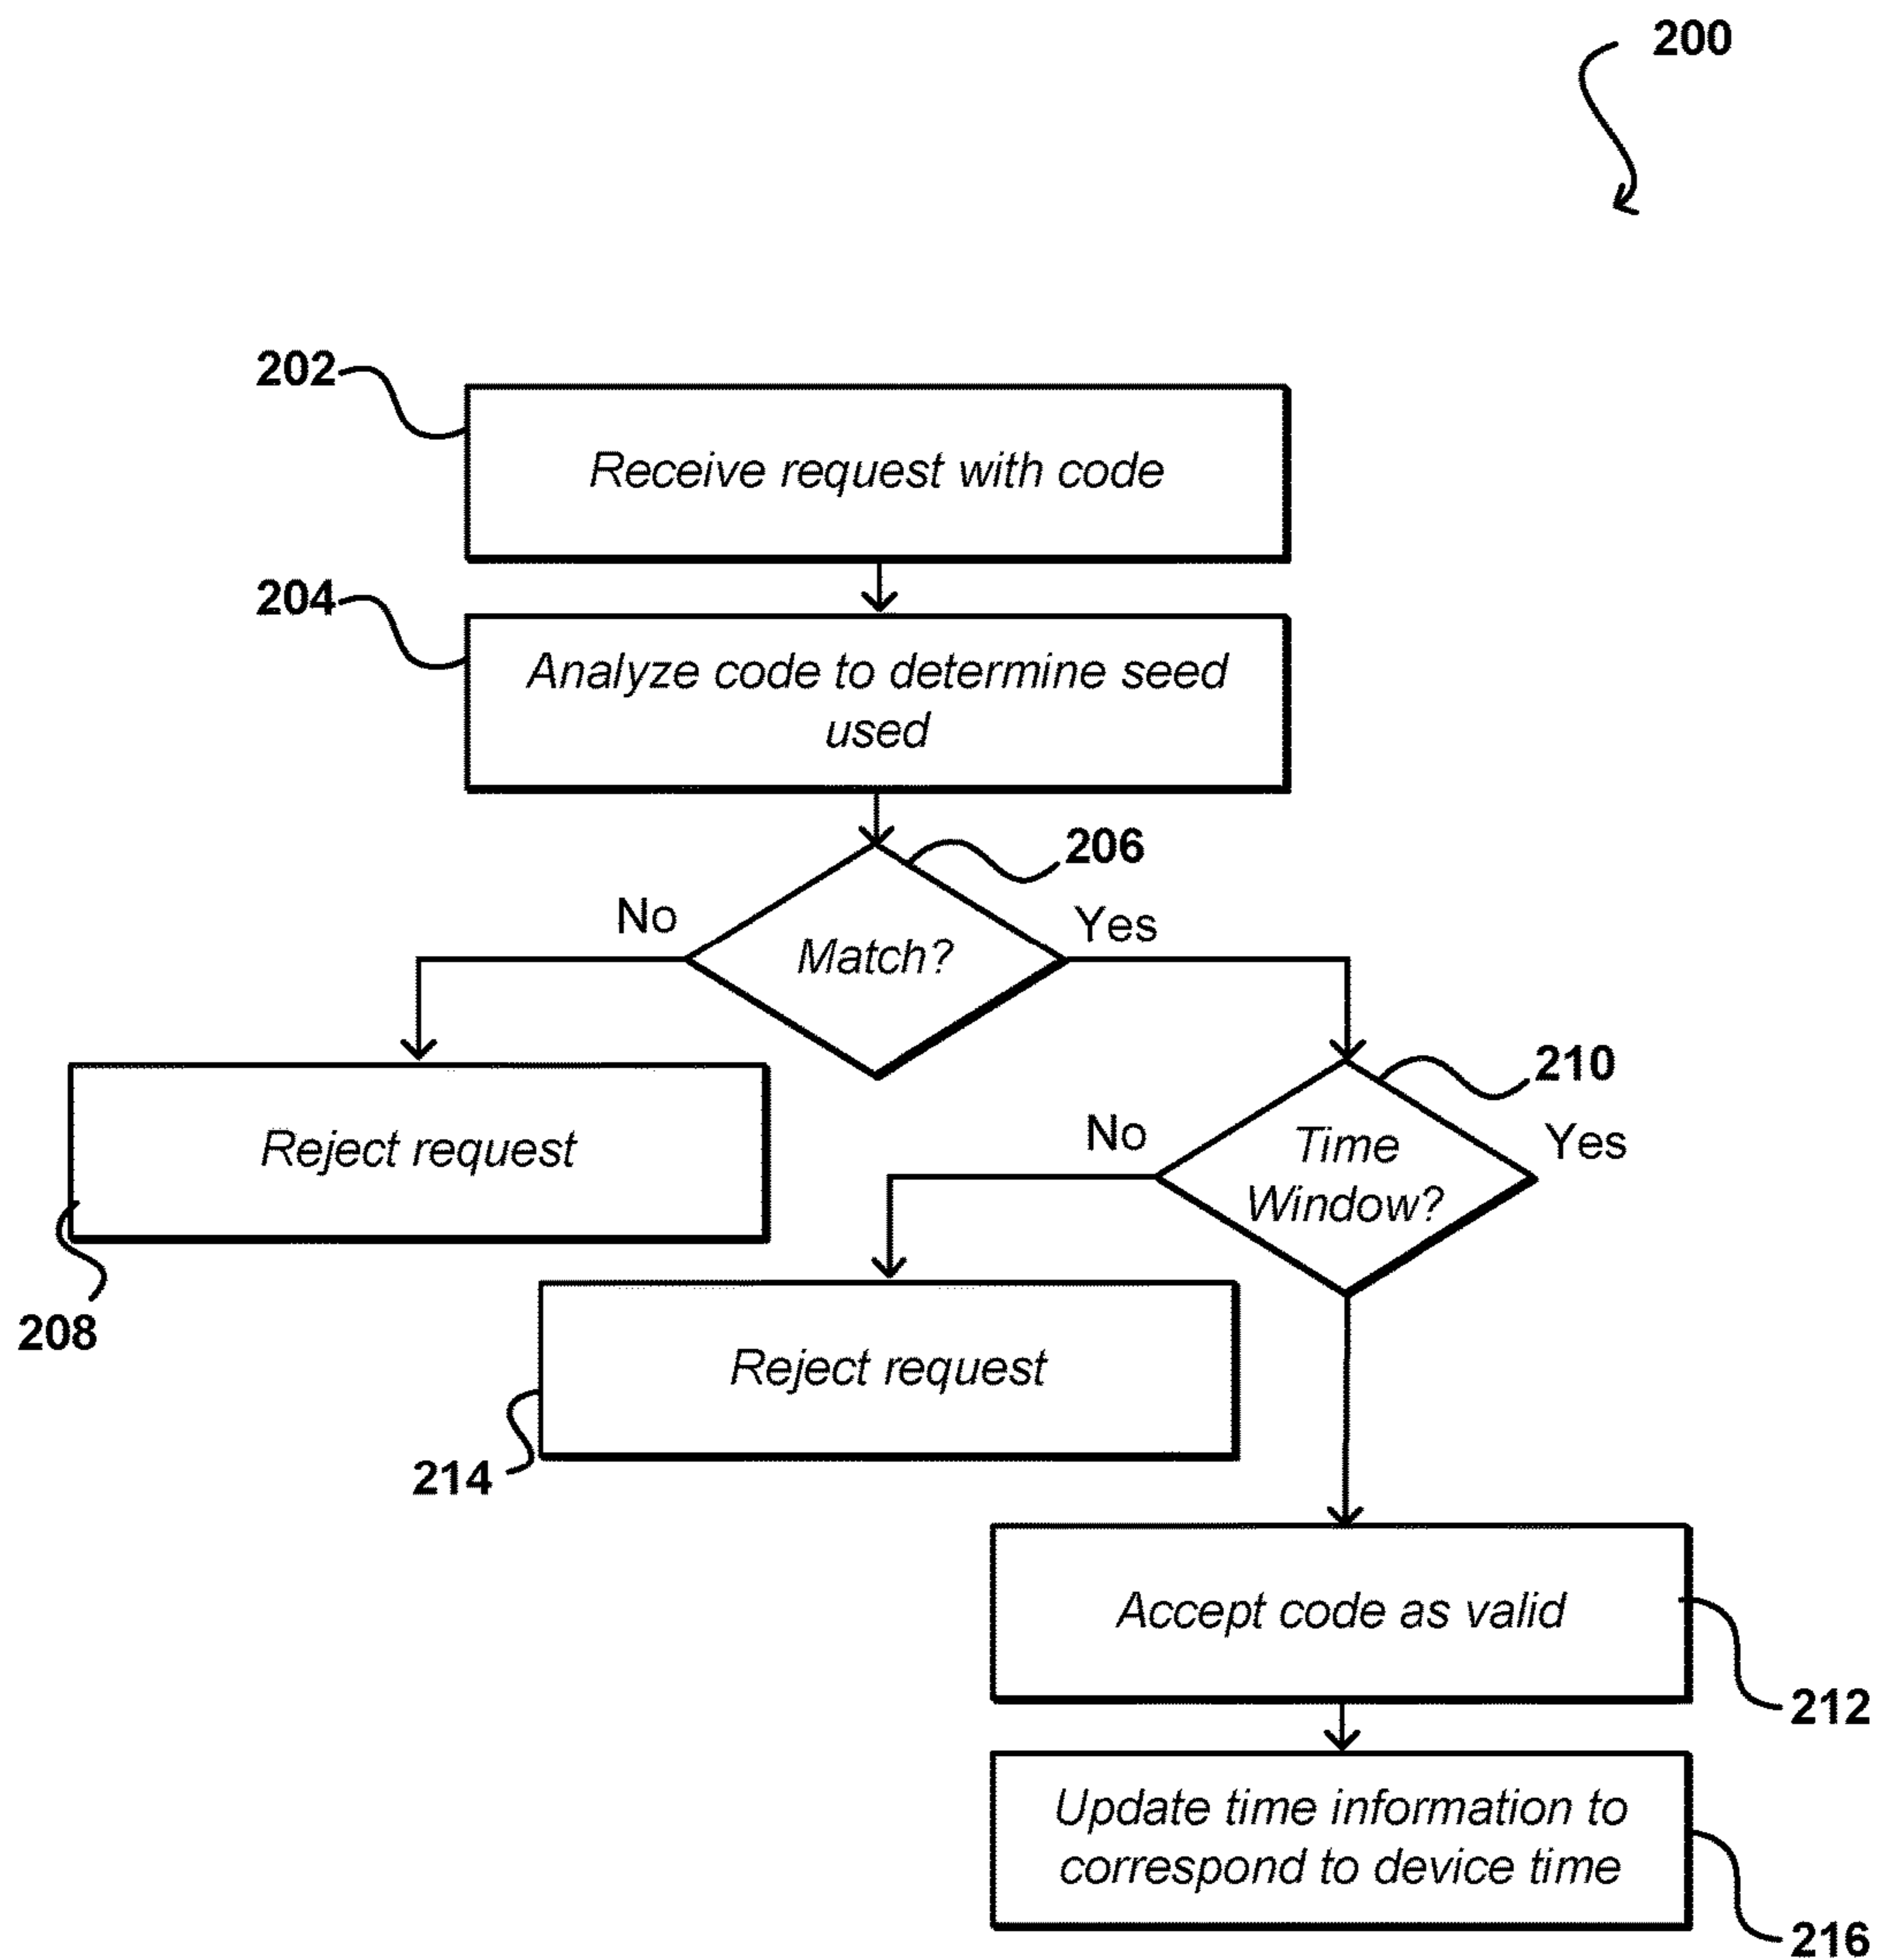 200
202
Receive request with code
204
Analyze code to determine seed
used
206
No
Yes
Match?
210
No
Yes
Time
Window?
Reject request
208
Reject request
214
Accept code as valid
212
Update time information to
correspond to device time
216